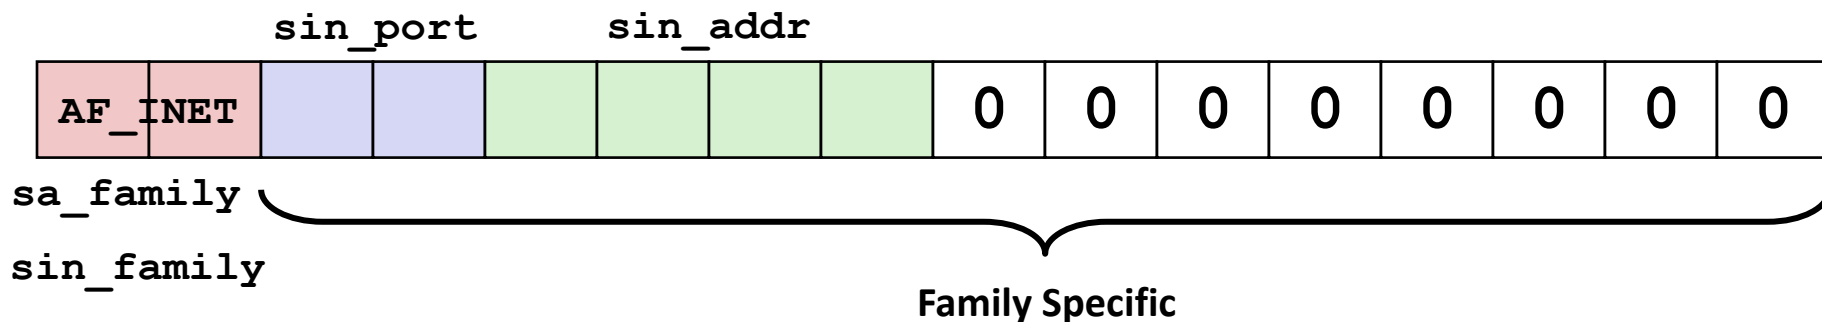 sin_port sin_addr
AF_INET 0 0 0 0 0 0 0 0
sa_family
sin_family
Family Specific